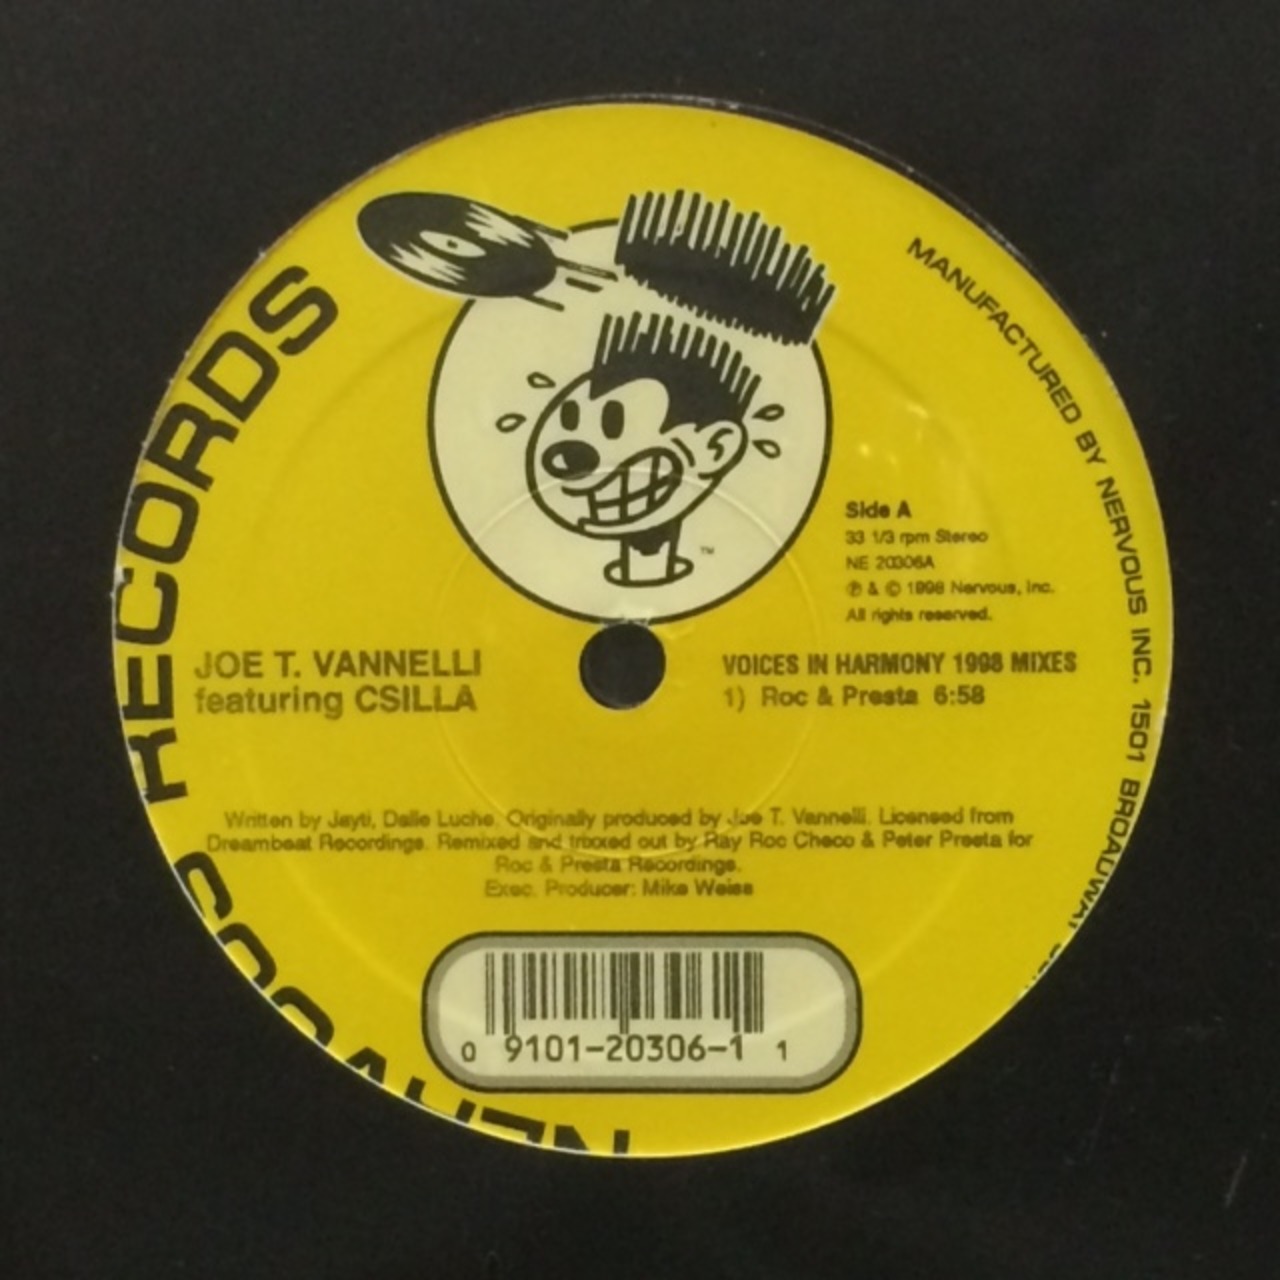 NERVOUS RECORDS
MANUFACTURED BY NERVOUS INC. 1501 BROADWAY
TM
Side A
33 1/3 rpm Stereo
NE 20306A
℗ & © 1998 Nervous, Inc.
All rights reserved.
JOE T. VANNELLI
featuring CSILLA
VOICES IN HARMONY 1998 MIXES
1) Roc & Presta 6:58
Written by Jayti, Dalle Luche. Originally produced by Joe T. Vannelli. Licensed from
Dreambeat Recordings. Remixed and trixxed out by Ray Roc Checo & Peter Presta for
Roc & Presta Recordings.
Exec. Producer: Mike Weiss
0 9101-20306-1 1